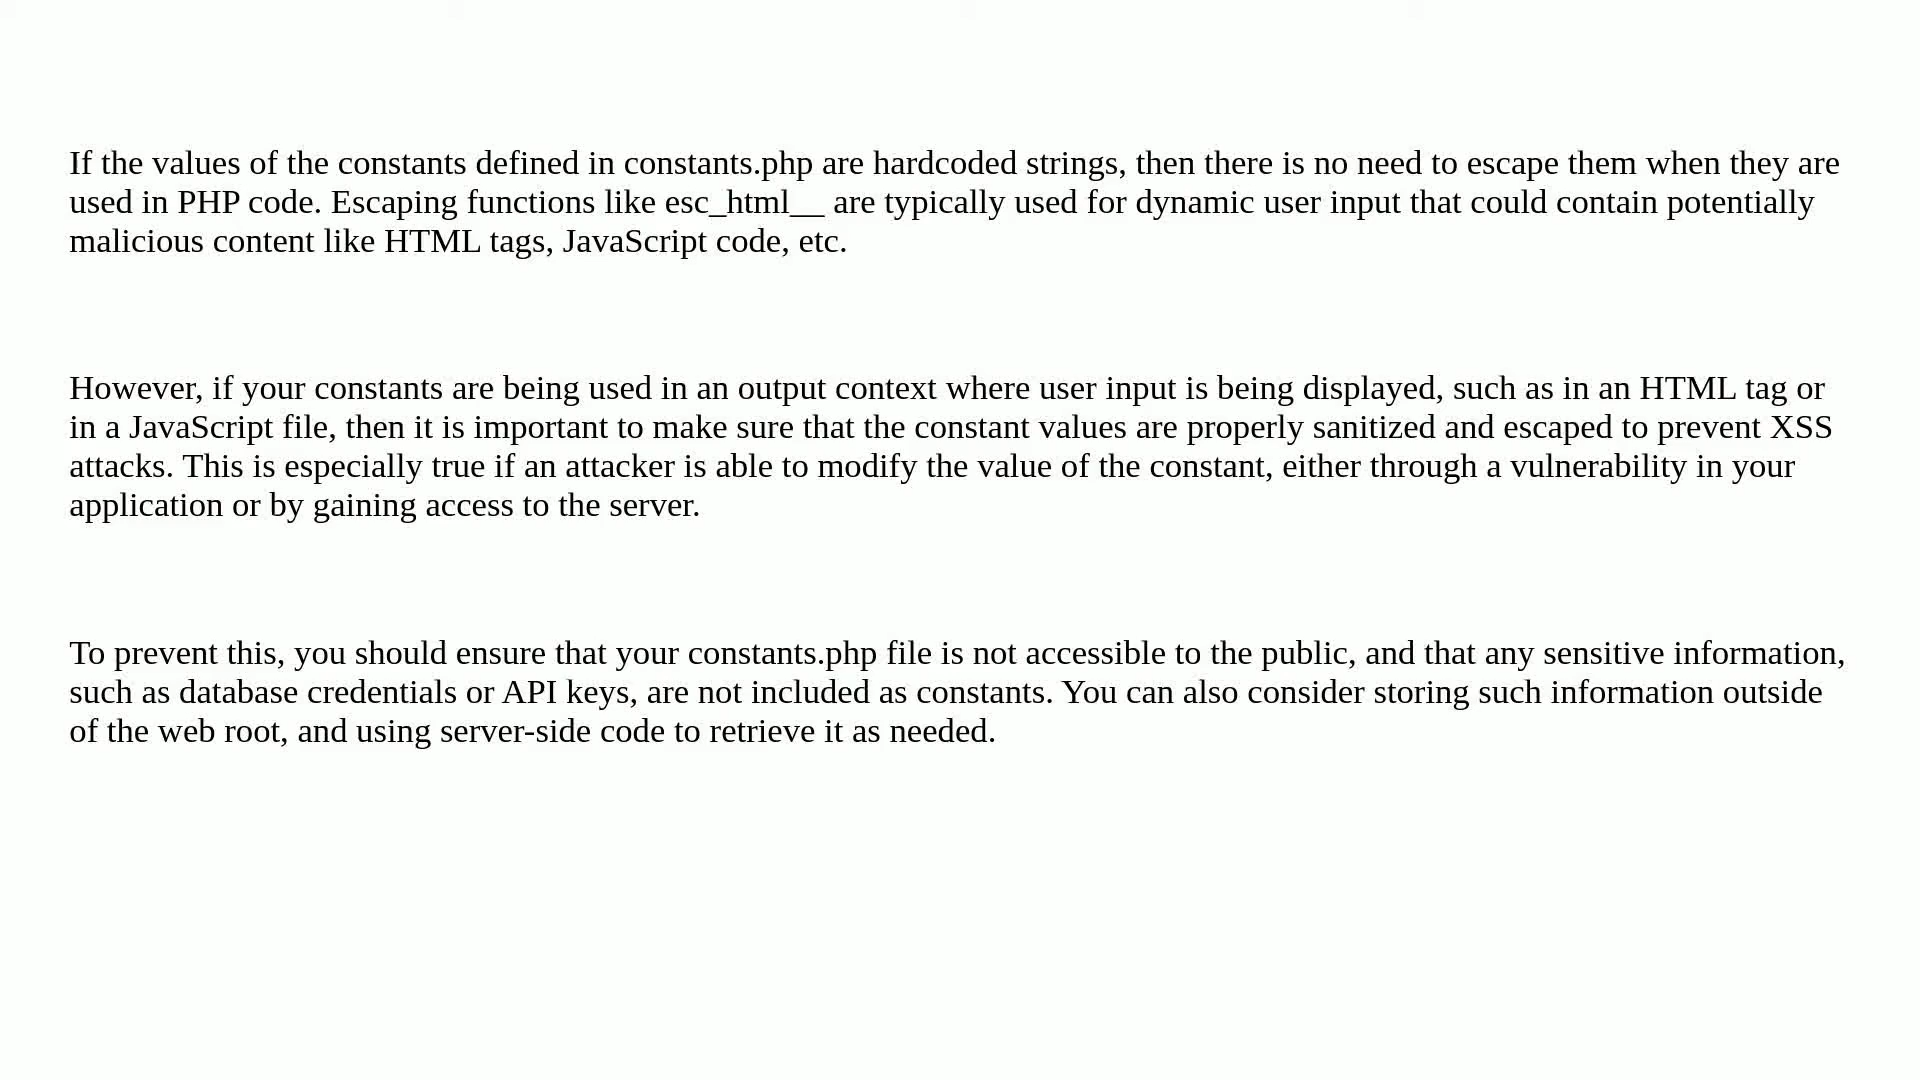 If the values of the constants defined in constants.php are hardcoded strings, then there is no need to escape them when they are
used in PHP code. Escaping functions like esc_html__ are typically used for dynamic user input that could contain potentially
malicious content like HTML tags, JavaScript code, etc.
However, if your constants are being used in an output context where user input is being displayed, such as in an HTML tag or
in a JavaScript file, then it is important to make sure that the constant values are properly sanitized and escaped to prevent XSS
attacks. This is especially true if an attacker is able to modify the value of the constant, either through a vulnerability in your
application or by gaining access to the server.
To prevent this, you should ensure that your constants.php file is not accessible to the public, and that any sensitive information,
such as database credentials or API keys, are not included as constants. You can also consider storing such information outside
of the web root, and using server-side code to retrieve it as needed.